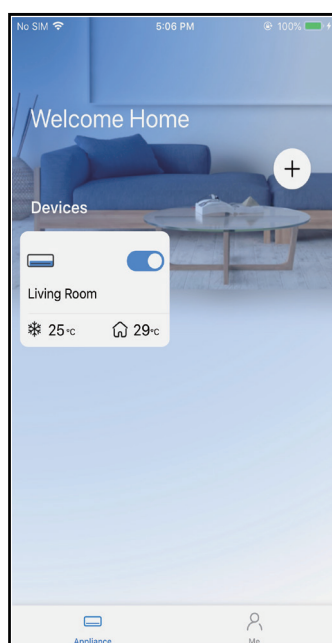 No SIM 5:06 PM 100%
Welcome Home
+
Devices
Living Room
25°C 29°C
Appliance Me